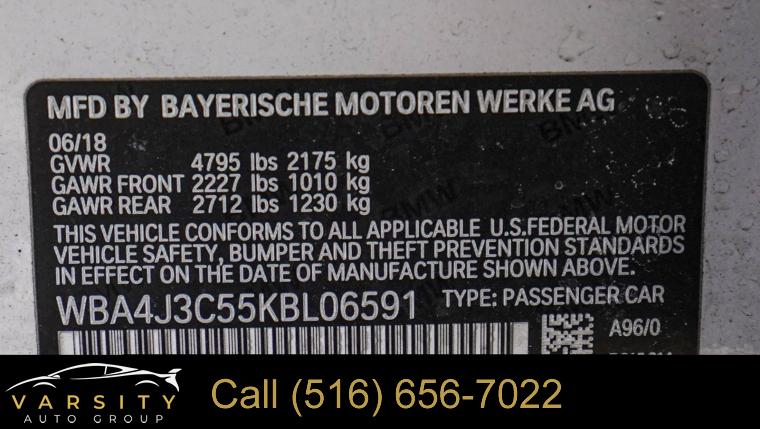 MFD BY BAYERISCHE MOTOREN WERKE AG
06/18
GVWR 4795 lbs 2175 kg
GAWR FRONT 2227 lbs 1010 kg
GAWR REAR 2712 lbs 1230 kg
THIS VEHICLE CONFORMS TO ALL APPLICABLE U.S.FEDERAL MOTOR
VEHICLE SAFETY, BUMPER AND THEFT PREVENTION STANDARDS
IN EFFECT ON THE DATE OF MANUFACTURE SHOWN ABOVE.
WBA4J3C55KBL06591 TYPE: PASSENGER CAR
A96/0
VARSITY
AUTO GROUP
Call (516) 656-7022